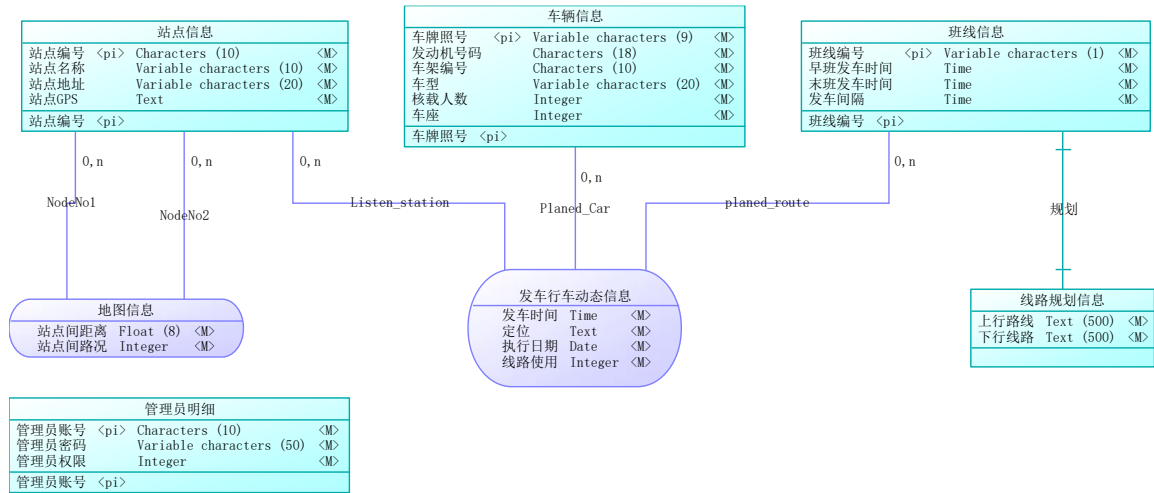 站点信息
站点编号 <pi> Characters (10) <M>
站点名称 Variable characters (10) <M>
站点地址 Variable characters (20) <M>
站点GPS Text <M>
站点编号 <pi>
车辆信息
车牌照号 <pi> Variable characters (9) <M>
发动机号码 Characters (18) <M>
车架编号 Characters (10) <M>
车型 Variable characters (20) <M>
核载人数 Integer <M>
车座 Integer <M>
车牌照号 <pi>
班线信息
班线编号 <pi> Variable characters (1) <M>
早班发车时间 Time <M>
末班发车时间 Time <M>
发车间隔 Time <M>
班线编号 <pi>
0,n
0,n
0,n
0,n
0,n
NodeNo1
NodeNo2
Listen_station
Planed_Car
planed_route
规划
地图信息
站点间距离 Float (8) <M>
站点间路况 Integer <M>
发车行车动态信息
发车时间 Time <M>
定位 Text <M>
执行日期 Date <M>
线路使用 Integer <M>
线路规划信息
上行路线 Text (500) <M>
下行线路 Text (500) <M>
管理员明细
管理员账号 <pi> Characters (10) <M>
管理员密码 Variable characters (50) <M>
管理员权限 Integer <M>
管理员账号 <pi>